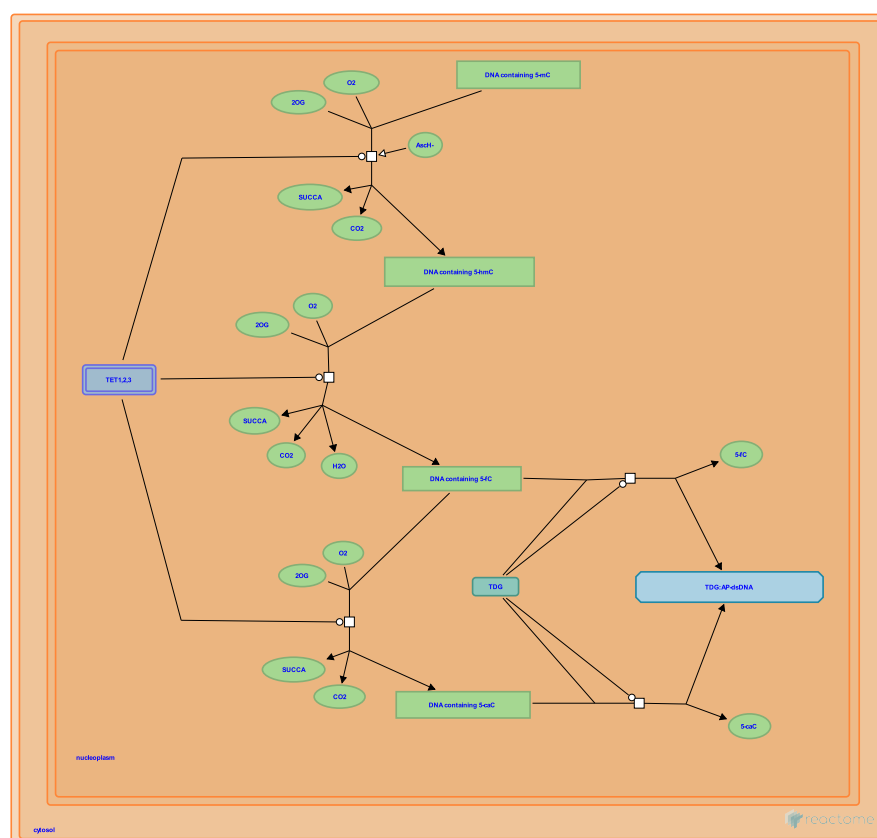 DNA containing 5-mC
O2
2OG
AscH-
SUCCA
CO2
DNA containing 5-hmC
O2
2OG
TET1,2,3
SUCCA
CO2
H2O
DNA containing 5-fC
5-fC
O2
2OG
TDG
TDG:AP-dsDNA
SUCCA
CO2
DNA containing 5-caC
5-caC
nucleoplasm
reactome
cytosol